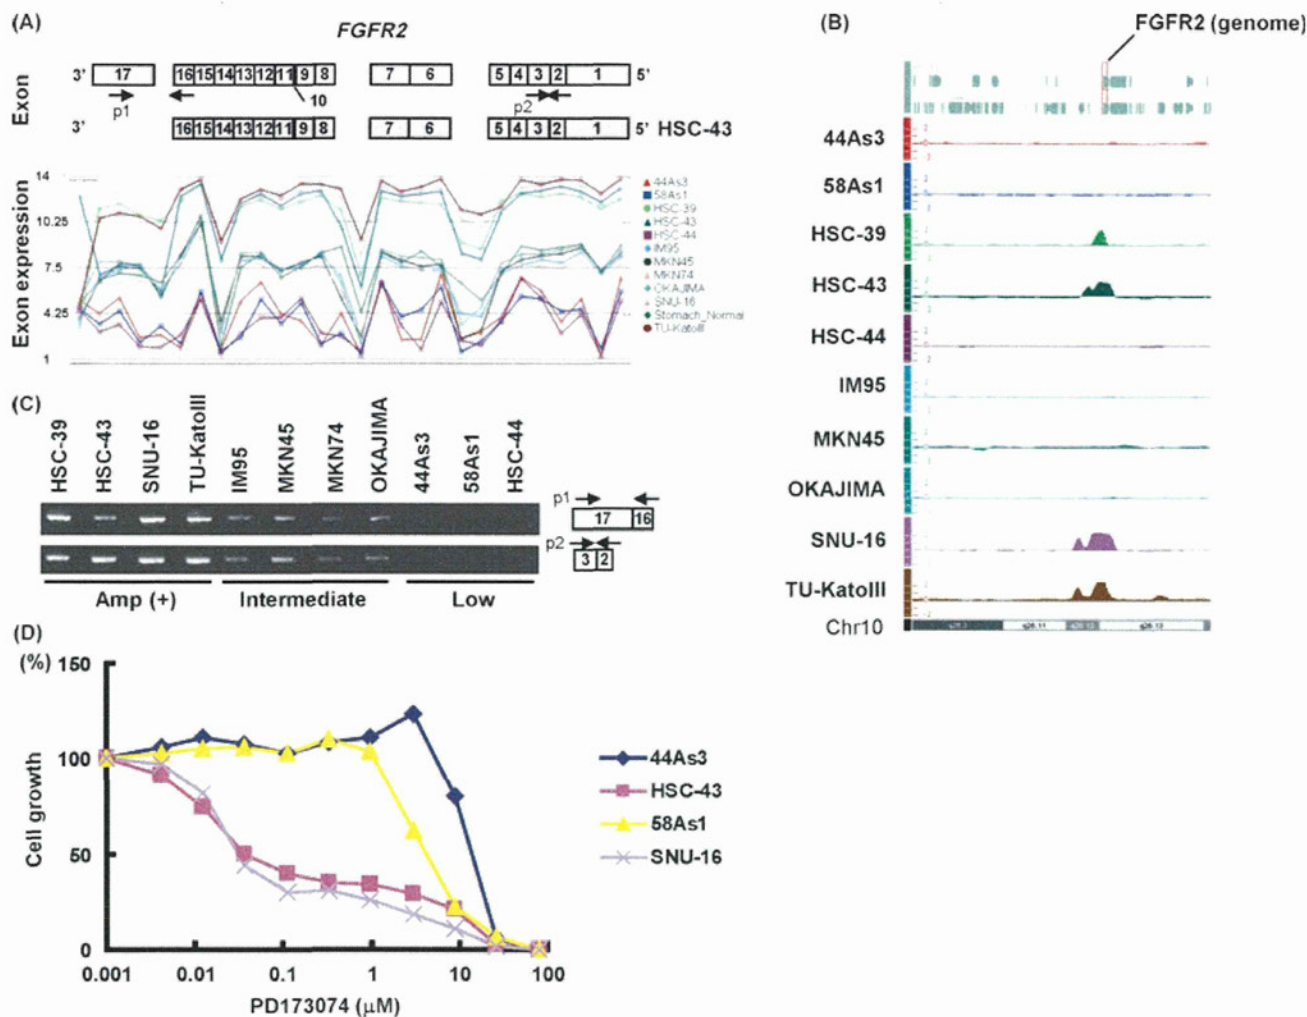 (A)
FGFR2
Exon
3' 17 16 15 14 13 12 11 9 8 7 6 5 4 3 2 1 5'
p1
10
p2
3' 16 15 14 13 12 11 9 8 7 6 5 4 3 2 1 5' HSC-43
Exon expression
14
10.25
7.5
4.25
1
44As3
58As1
HSC-39
HSC-43
HSC-44
IM95
MKN45
MKN74
OKAJIMA
SNU-16
Stomach_Normal
TU-KatoIII
(B)
FGFR2 (genome)
44As3
58As1
HSC-39
HSC-43
HSC-44
IM95
MKN45
OKAJIMA
SNU-16
TU-KatoIII
Chr10
(C)
HSC-39
HSC-43
SNU-16
TU-KatoIII
IM95
MKN45
MKN74
OKAJIMA
44As3
58As1
HSC-44
p1
17 16
p2
3 2
Amp (+)
Intermediate
Low
(D)
(%)
150
100
50
0
Cell growth
0.001 0.01 0.1 1 10 100
PD173074 (µM)
44As3
HSC-43
58As1
SNU-16